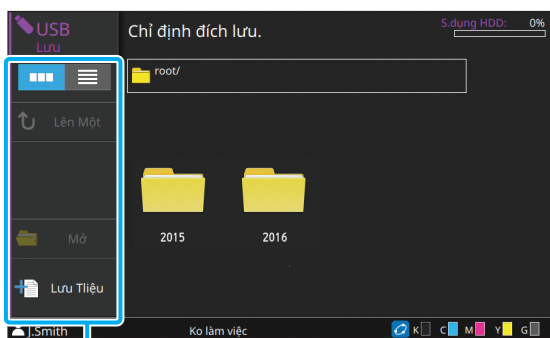 USB
Lưu
Chỉ định đích lưu.
S.dụng HDD: 0%
root/
Lên Một
Mở
2015
2016
Lưu Tliệu
J.Smith
Ko làm việc
K C M Y G